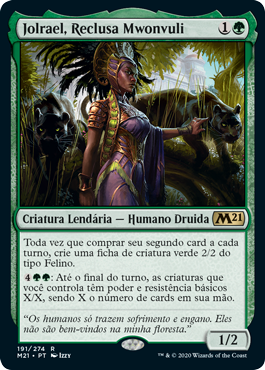 Jolrael, Reclusa Mwonvuli 1
Criatura Lendária — Humano Druida M21
Toda vez que comprar seu segundo card a cada
turno, crie uma ficha de criatura verde 2/2 do
tipo Felino.
4: Até o final do turno, as criaturas que
você controla têm poder e resistência básicos
X/X, sendo X o número de cards em sua mão.
"Os humanos só trazem sofrimento e engano. Eles
não são bem-vindos na minha floresta."
1/2
191/274 R
M21 • PT Izzy
™ & © 2020 Wizards of the Coast